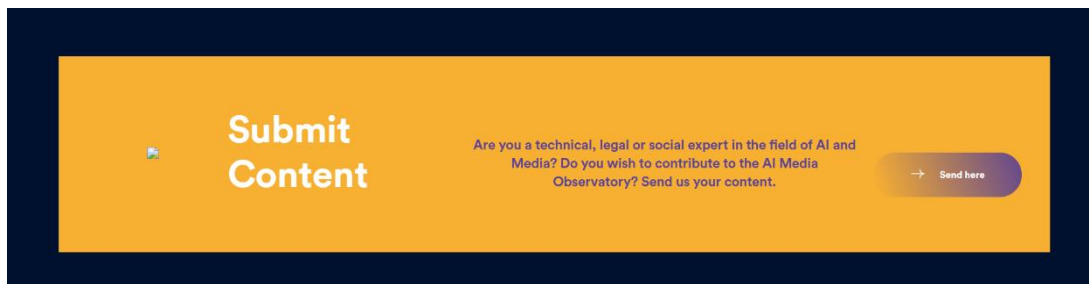 Submit
Content
Are you a technical, legal or social expert in the field of AI and
Media? Do you wish to contribute to the AI Media
Observatory? Send us your content.
Send here